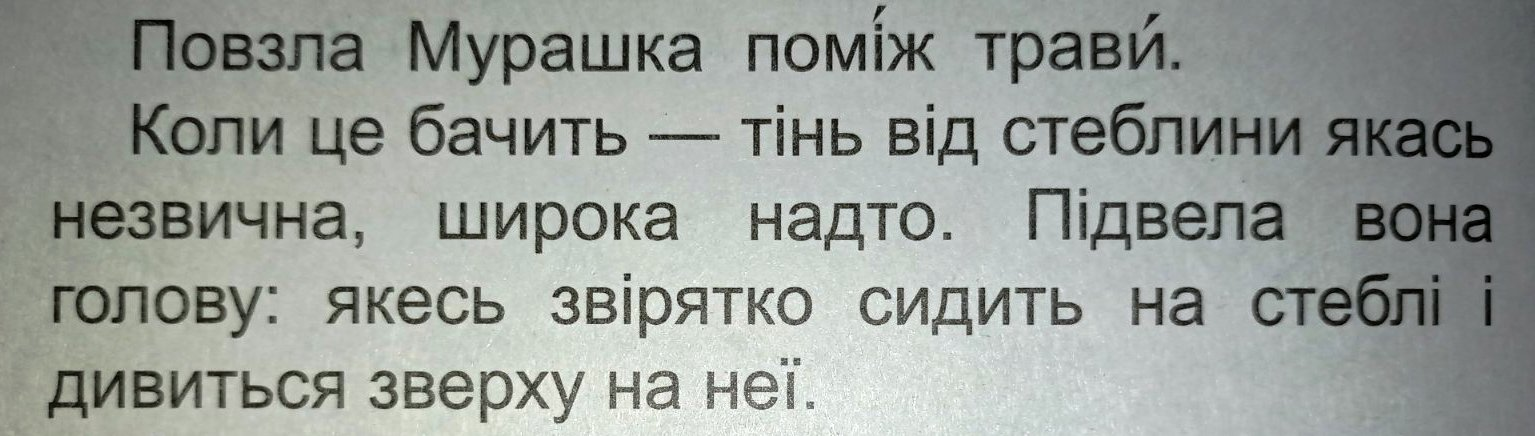 Повзла Мурашка помі́ж трави́.
Коли це бачить — тінь від стеблини якась
незвична, широка надто. Підвела вона
голову: якесь звірятко сидить на стеблі і
дивиться зверху на неї.